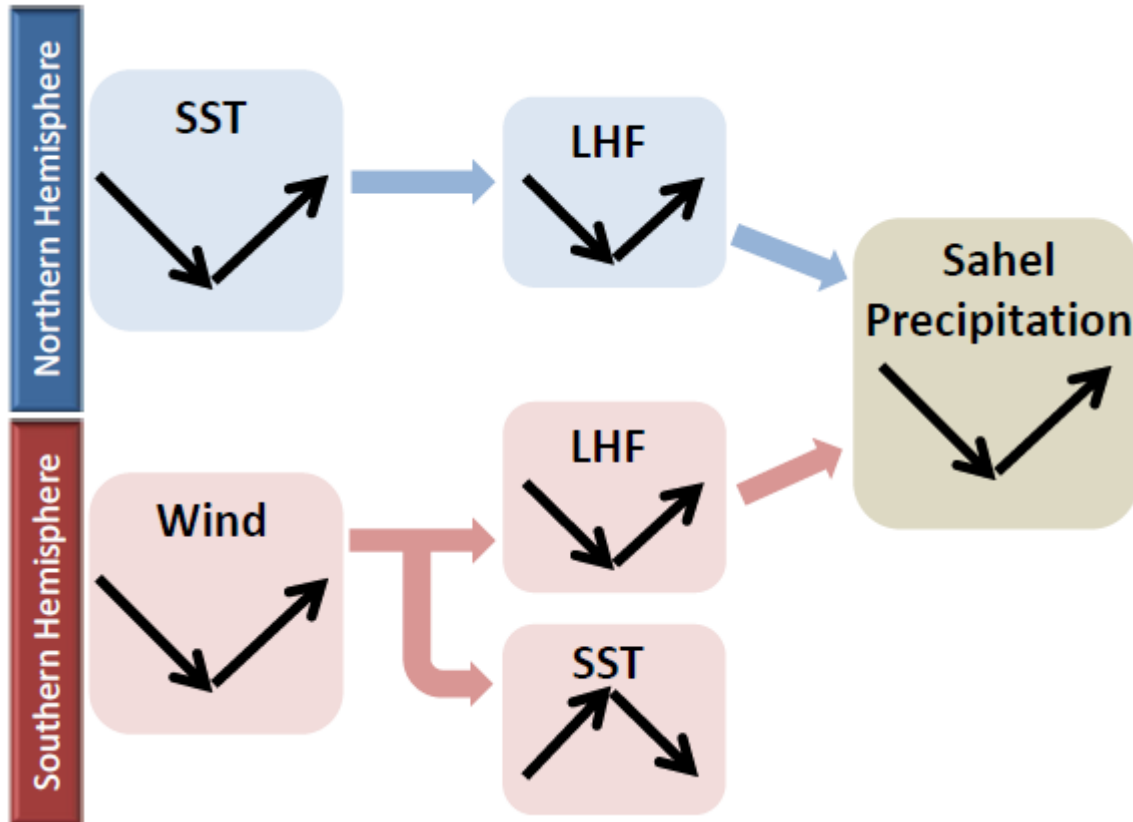 Northern Hemisphere
SST
LHF
Sahel
Precipitation
Southern Hemisphere
Wind
LHF
SST